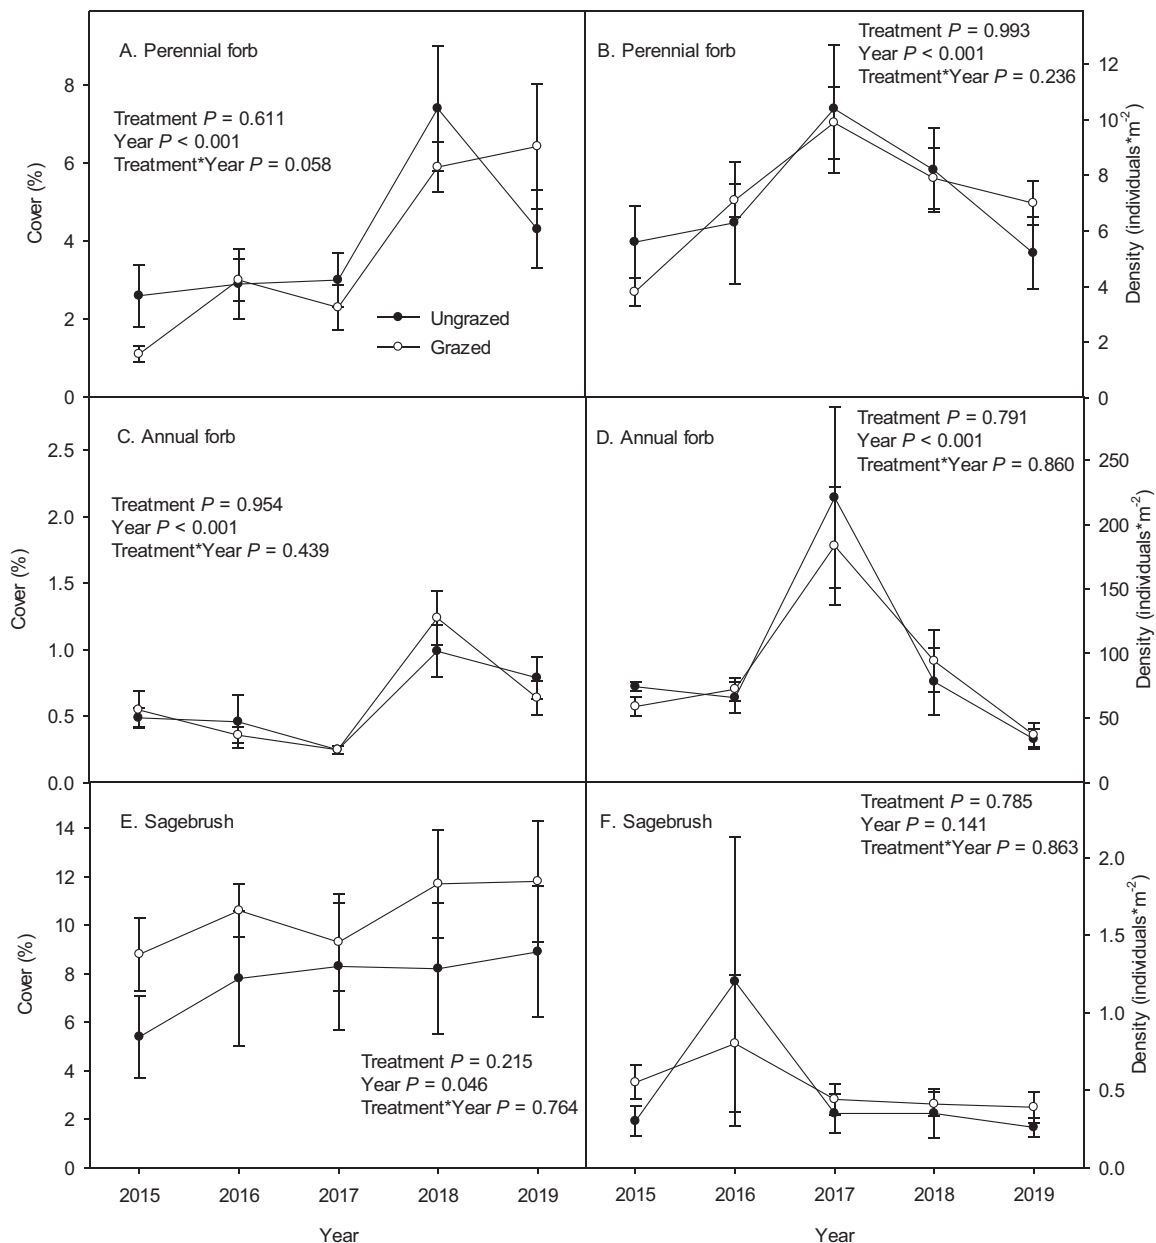 A. Perennial forb
Treatment P = 0.611
Year P < 0.001
Treatment*Year P = 0.058
Ungrazed
Grazed
Cover (%)
8
6
4
2
0
B. Perennial forb
Treatment P = 0.993
Year P < 0.001
Treatment*Year P = 0.236
12
10
8
6
4
2
0
Density (individuals*m-2)
C. Annual forb
Treatment P = 0.954
Year P < 0.001
Treatment*Year P = 0.439
Cover (%)
2.5
2.0
1.5
1.0
0.5
0.0
D. Annual forb
Treatment P = 0.791
Year P < 0.001
Treatment*Year P = 0.860
250
200
150
100
50
0
Density (individuals*m-2)
E. Sagebrush
Treatment P = 0.215
Year P = 0.046
Treatment*Year P = 0.764
Cover (%)
14
12
10
8
6
4
2
0
2015 2016 2017 2018 2019
Year
F. Sagebrush
Treatment P = 0.785
Year P = 0.141
Treatment*Year P = 0.863
2.0
1.5
1.0
0.5
0.0
Density (individuals*m-2)
2015 2016 2017 2018 2019
Year